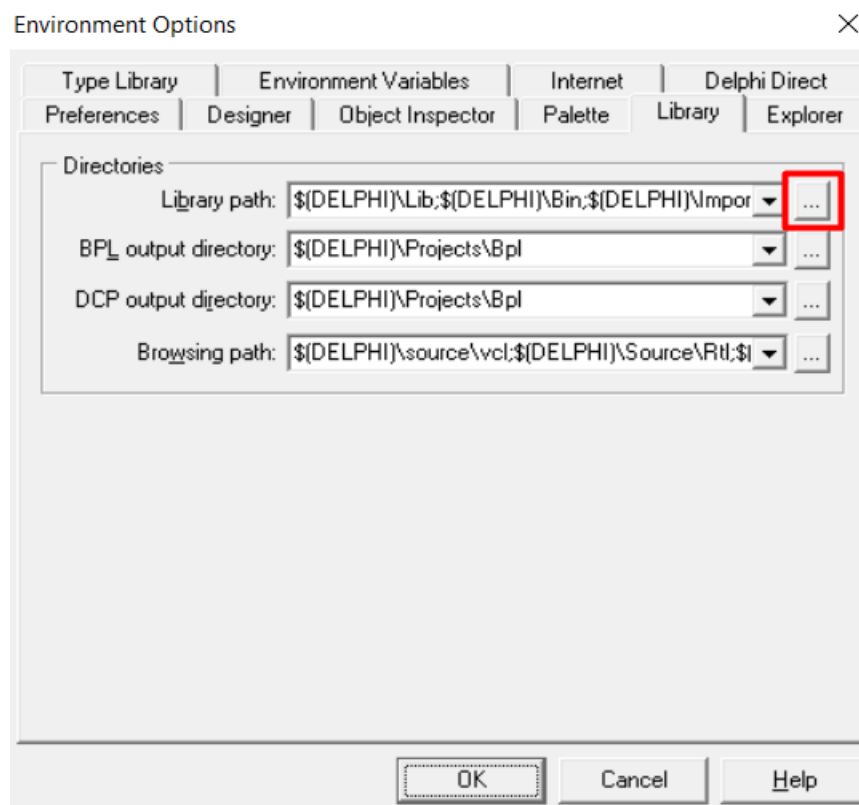 Environment Options
Type Library Environment Variables Internet Delphi Direct
Preferences Designer Object Inspector Palette Library Explorer
Directories
Library path: $(DELPHI)\Lib;$(DELPHI)\Bin;$(DELPHI)\Impor ...
BPL output directory: $(DELPHI)\Projects\Bpl ...
DCP output directory: $(DELPHI)\Projects\Bpl ...
Browsing path: $(DELPHI)\source\vcl;$(DELPHI)\Source\Rtl;$( ...
OK Cancel Help